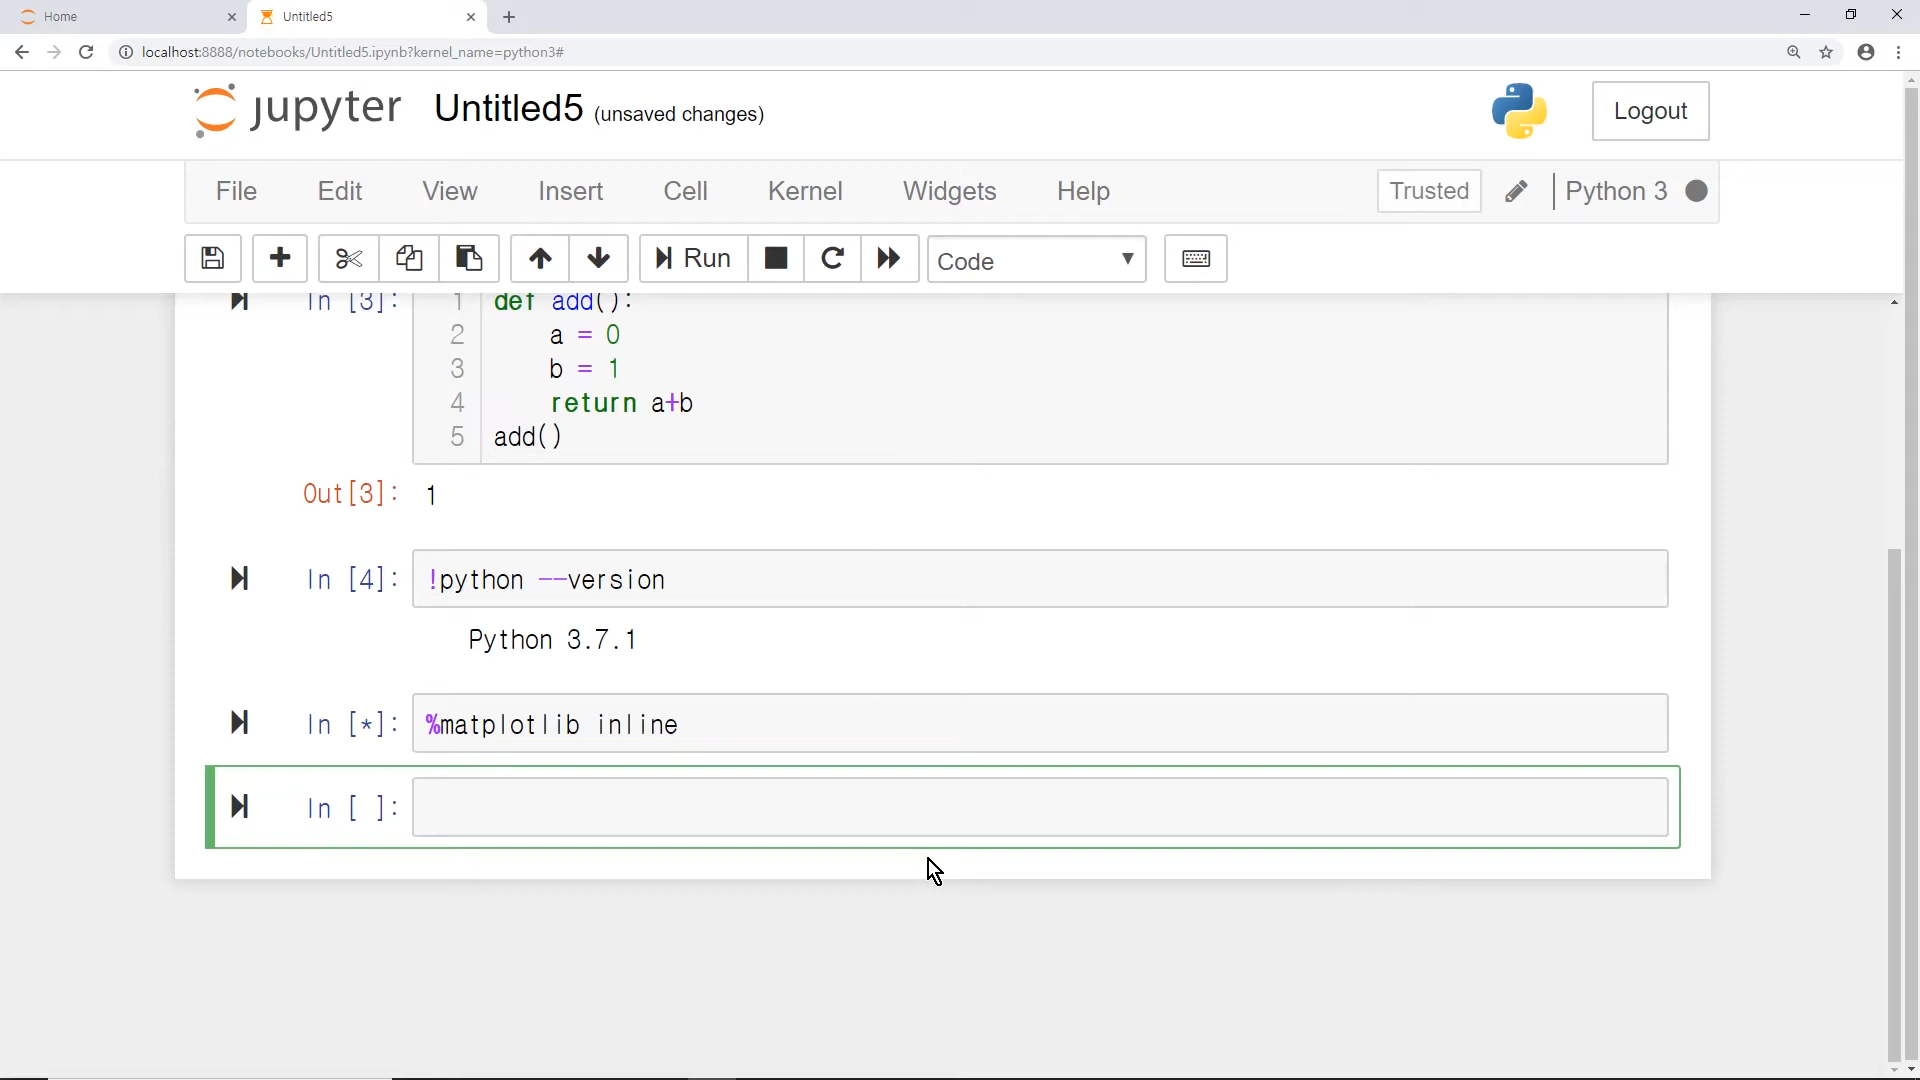 Home
Untitled5
localhost:8888/notebooks/Untitled5.ipynb?kernel_name=python3#
jupyter Untitled5 (unsaved changes)
Logout
File Edit View Insert Cell Kernel Widgets Help Trusted Python 3
Run Code
In [3]: 1 def add():
2 a = 0
3 b = 1
4 return a+b
5 add()
Out[3]: 1
In [4]: !python --version
Python 3.7.1
In [*]: %matplotlib inline
In [ ]: